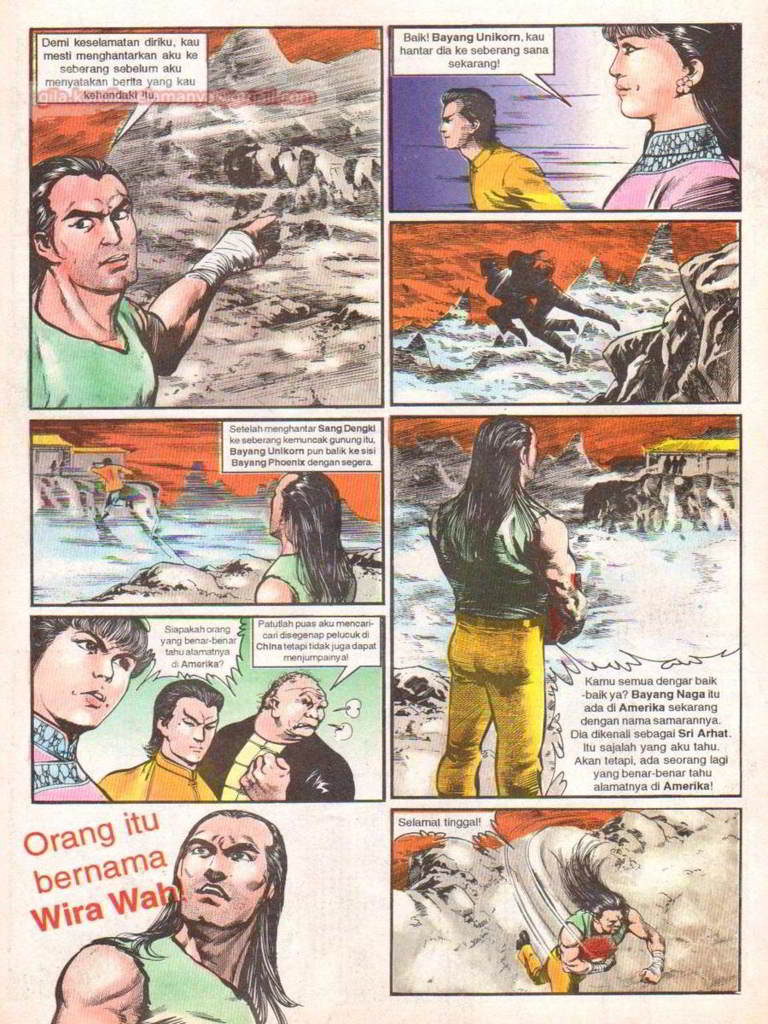 Demi keselamatan diriku, kau
mesti menghantarkan aku ke
seberang sebelum aku
menyatakan berita yang kau
kehendaki itu.
Baik! Bayang Unikorn, kau
hantar dia ke seberang sana
sekarang!
Setelah menghantar Sang Dengki
ke seberang kemuncak gunung itu,
Bayang Unikorn pun balik ke sisi
Bayang Phoenix dengan segera.
Kamu semua dengar baik
-baik ya? Bayang Naga itu
ada di Amerika sekarang
dengan nama samarannya.
Dia dikenali sebagai Sri Arhat.
Itu sajalah yang aku tahu.
Akan tetapi, ada seorang lagi
yang benar-benar tahu
alamatnya di Amerika!
Siapakah orang
yang benar-benar
tahu alamatnya
di Amerika?
Patutlah puas aku mencari-
cari disegenap pelucuk di
China tetapi tidak juga dapat
menjumpainya!
Orang itu
bernama
Wira Wah!
Selamat tinggal!